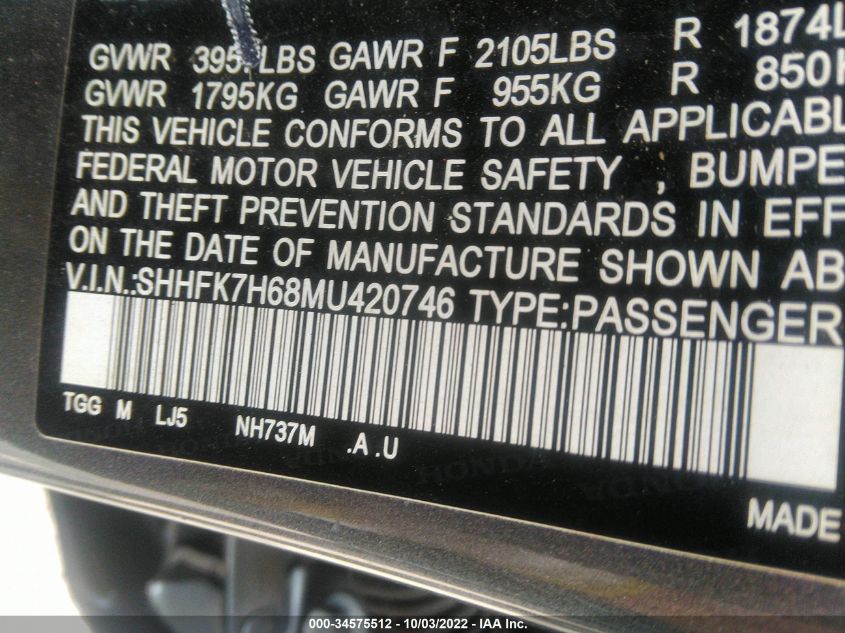 GVWR 395 LBS GAWR F 2105LBS R 1874L
GVWR 1795KG GAWR F 955KG R 850K
THIS VEHICLE CONFORMS TO ALL APPLICABL
FEDERAL MOTOR VEHICLE SAFETY , BUMPE
AND THEFT PREVENTION STANDARDS IN EFF
ON THE DATE OF MANUFACTURE SHOWN AB
V.I.N.:SHHFK7H68MU420746 TYPE:PASSENGER
TGG M LJ5 NH737M .A.U
HONDA HONDA
MADE
000-34575512 - 10/03/2022 - IAA Inc.